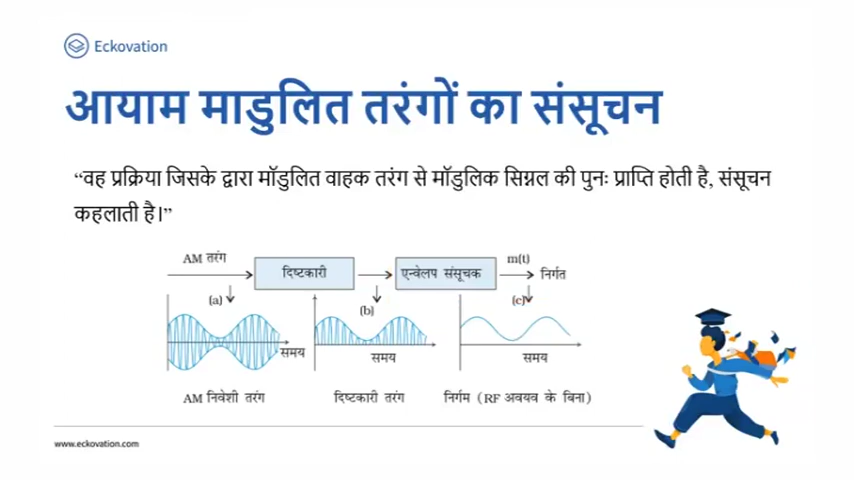 Eckovation
आयाम माडुलित तरंगों का संसूचन
“वह प्रक्रिया जिसके द्वारा मॉडुलित वाहक तरंग से मॉडुलिक सिग्नल की पुनः प्राप्ति होती है, संसूचन
कहलाती है।”
AM तरंग
दिष्टकारी
एन्वेलप संसूचक
m(t)
निर्गत
(a)
(b)
(c)
समय
समय
समय
AM निवेशी तरंग
दिष्टकारी तरंग
निर्गम (RF अवयव के बिना)
www.eckovation.com